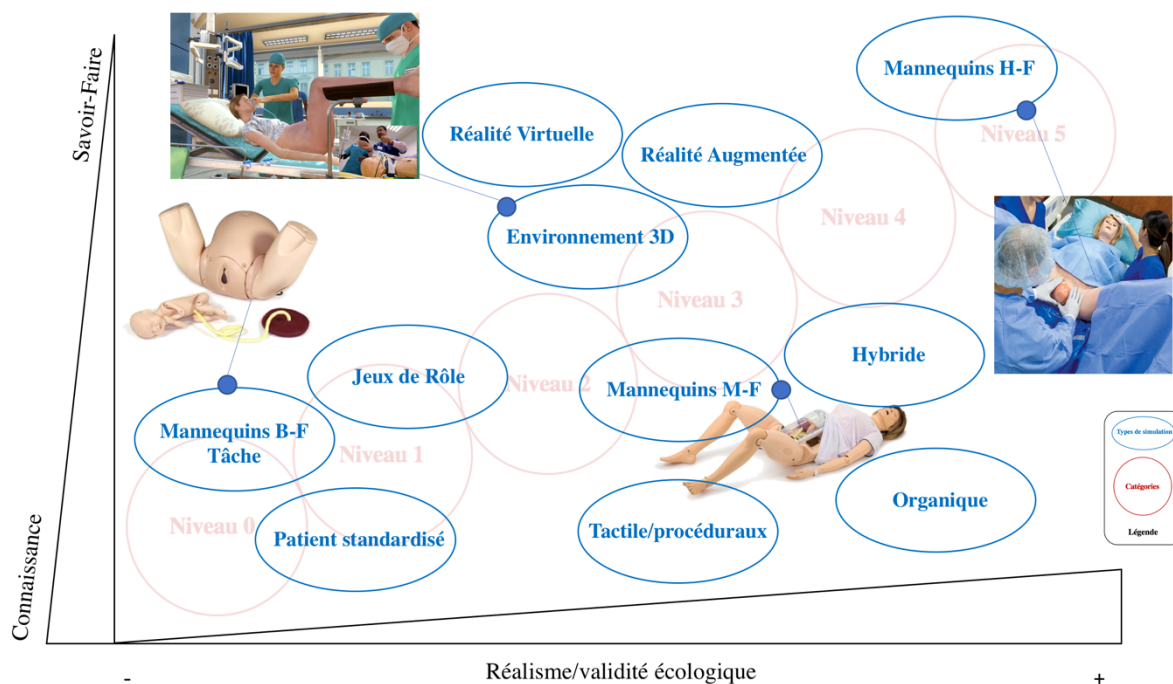 Savoir-Faire
Mannequins H-F
Niveau 5
Réalité Virtuelle
Réalité Augmentée
Niveau 4
Environnement 3D
Niveau 3
Hybride
Jeux de Rôle
Niveau 2
Mannequins M-F
Mannequins B-F
Tâche
Niveau 1
Types de simulation
Catégories
Légende
Organique
Niveau 0
Patient standardisé
Tactile/procéduraux
Connaissance
-
Réalisme/validité écologique
+